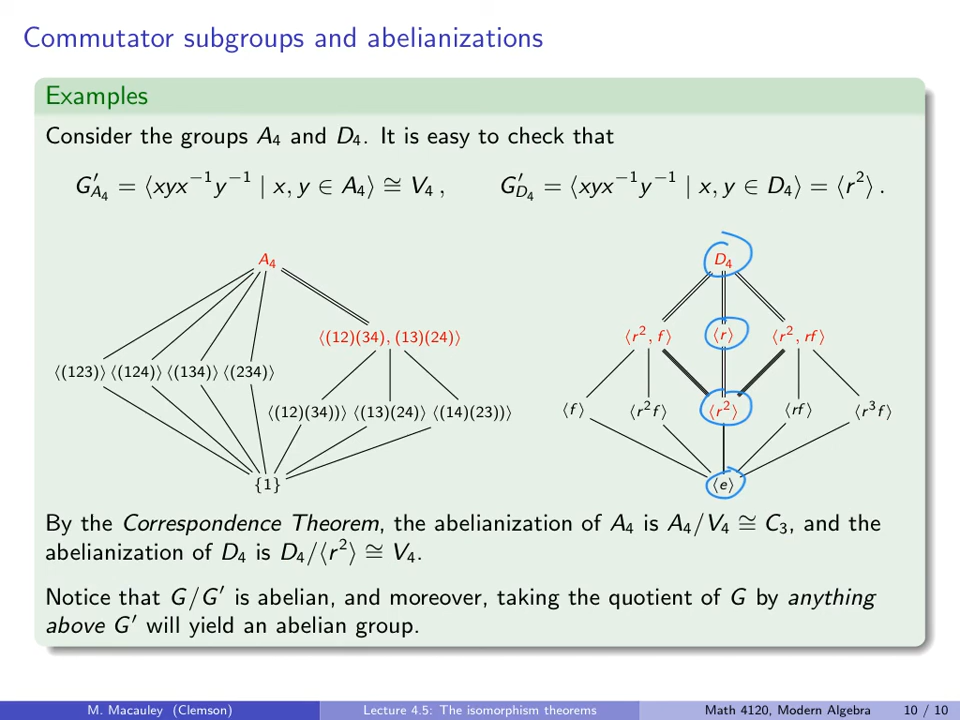 Commutator subgroups and abelianizations
Examples
Consider the groups A₄ and D₄. It is easy to check that
G′_{A₄} = ⟨xyx⁻¹y⁻¹ | x, y ∈ A₄⟩ ≅ V₄ , G′_{D₄} = ⟨xyx⁻¹y⁻¹ | x, y ∈ D₄⟩ = ⟨r²⟩ .
A₄ D₄
⟨(12)(34), (13)(24)⟩ ⟨r², f⟩ ⟨r⟩ ⟨r², rf⟩
⟨(123)⟩ ⟨(124)⟩ ⟨(134)⟩ ⟨(234)⟩
⟨(12)(34))⟩ ⟨(13)(24)⟩ ⟨(14)(23))⟩ ⟨f⟩ ⟨r²f⟩ ⟨r²⟩ ⟨rf⟩ ⟨r³f⟩
{1} ⟨e⟩
By the Correspondence Theorem, the abelianization of A₄ is A₄/V₄ ≅ C₃, and the
abelianization of D₄ is D₄/⟨r²⟩ ≅ V₄.
Notice that G/G′ is abelian, and moreover, taking the quotient of G by anything
above G′ will yield an abelian group.
M. Macauley (Clemson) Lecture 4.5: The isomorphism theorems Math 4120, Modern Algebra 10 / 10